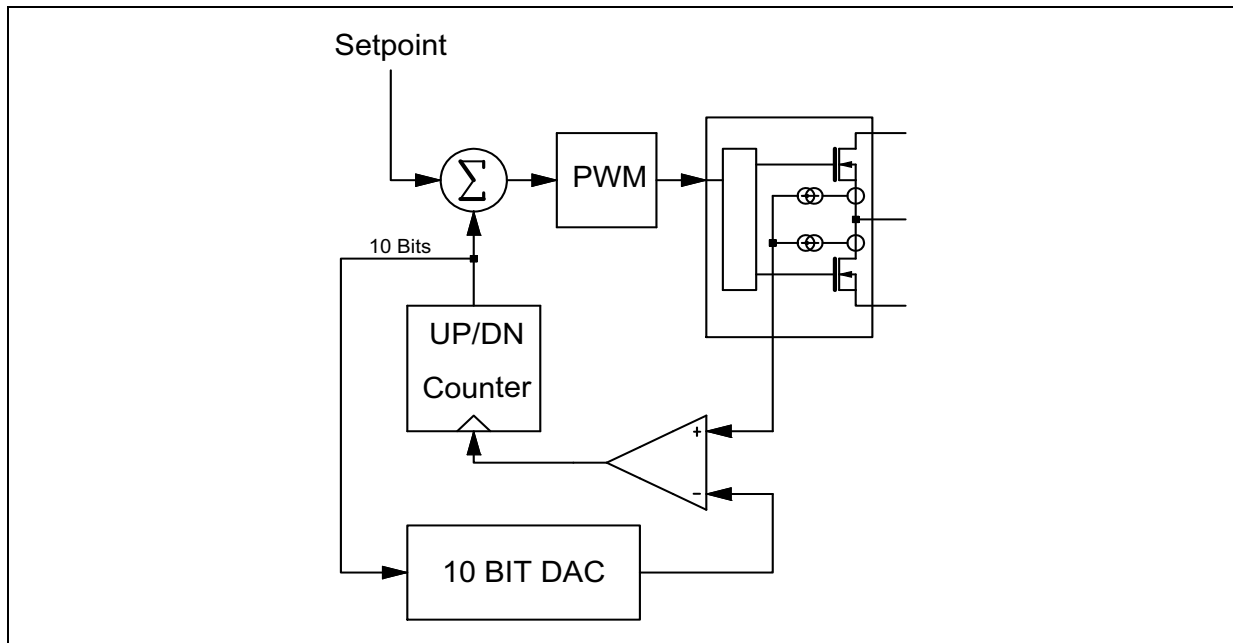 Setpoint
Σ
PWM
10 Bits
UP/DN
Counter
+
−
10 BIT DAC